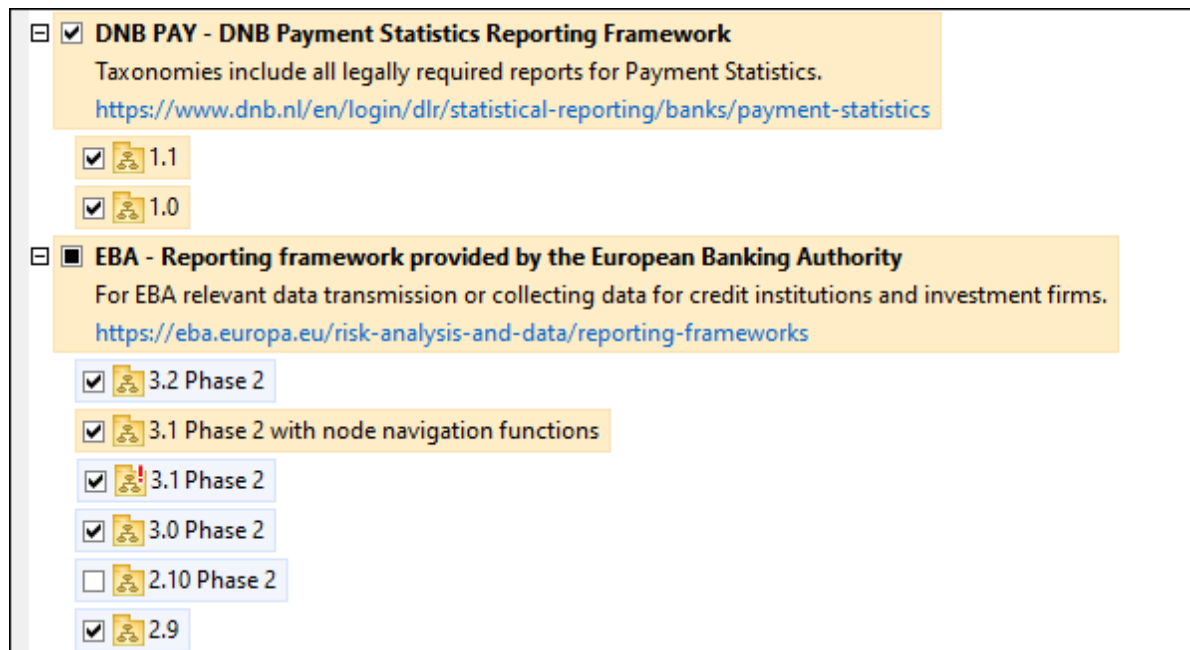 DNB PAY - DNB Payment Statistics Reporting Framework
Taxonomies include all legally required reports for Payment Statistics.
https://www.dnb.nl/en/login/dlr/statistical-reporting/banks/payment-statistics
1.1
1.0
EBA - Reporting framework provided by the European Banking Authority
For EBA relevant data transmission or collecting data for credit institutions and investment firms.
https://eba.europa.eu/risk-analysis-and-data/reporting-frameworks
3.2 Phase 2
3.1 Phase 2 with node navigation functions
3.1 Phase 2
3.0 Phase 2
2.10 Phase 2
2.9